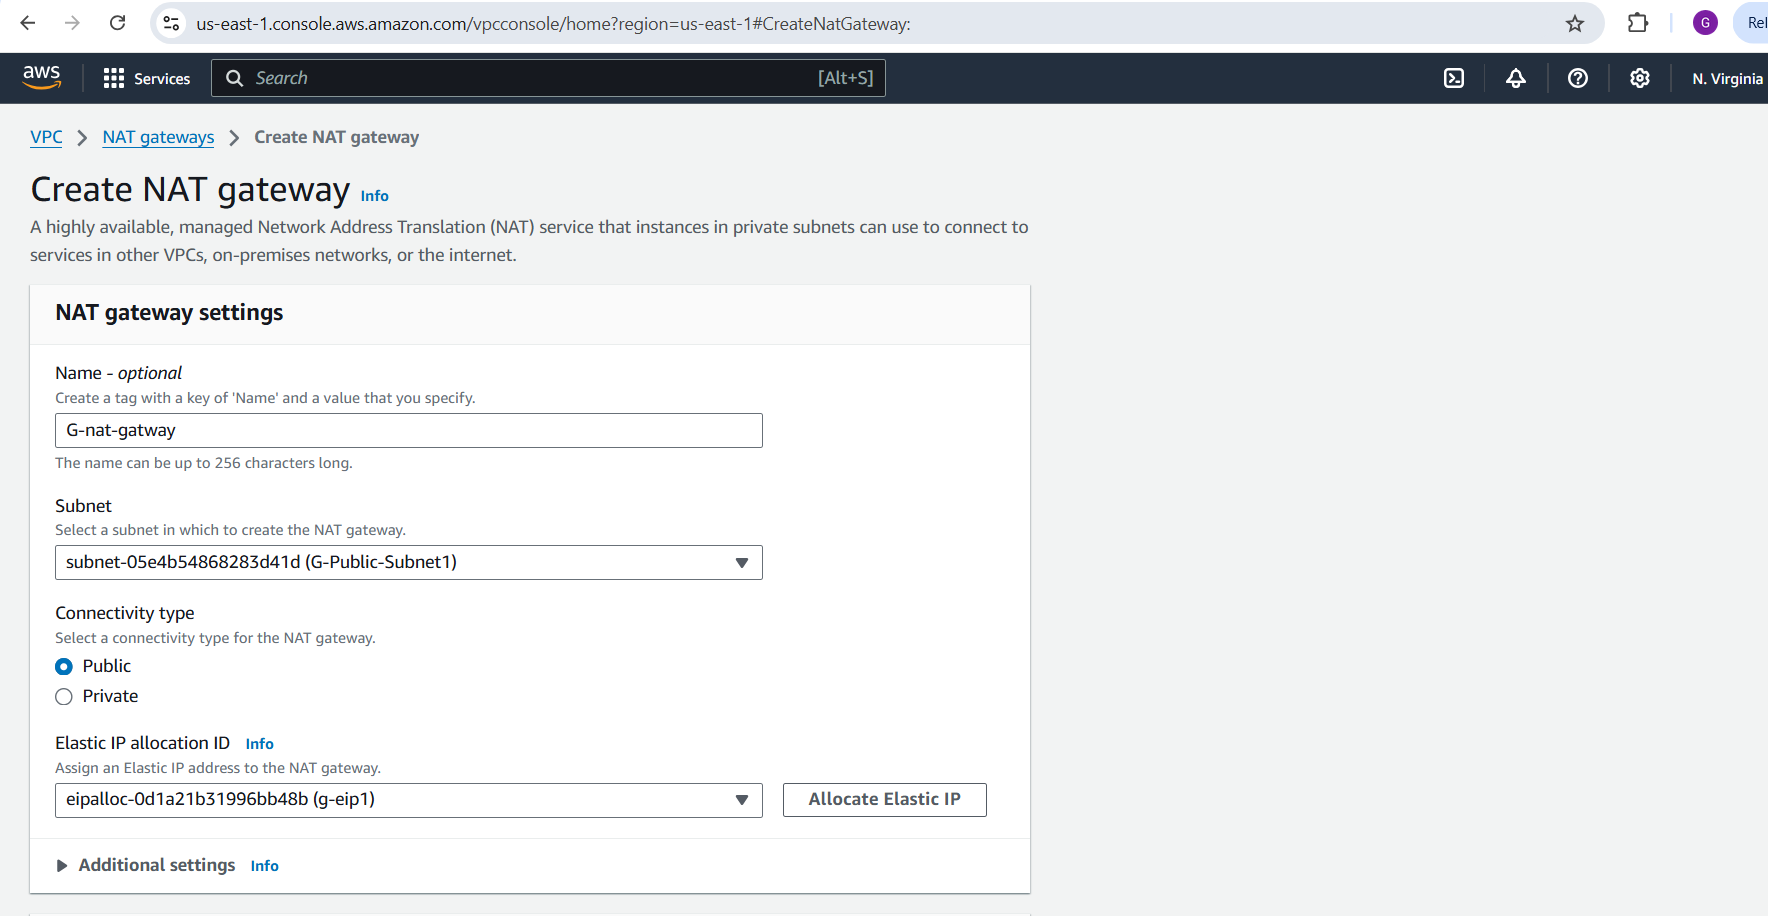 us-east-1.console.aws.amazon.com/vpcconsole/home?region=us-east-1#CreateNatGateway:
G
Rel
aws
Services
Search
[Alt+S]
N. Virginia
VPC > NAT gateways > Create NAT gateway
Create NAT gateway Info
A highly available, managed Network Address Translation (NAT) service that instances in private subnets can use to connect to
services in other VPCs, on-premises networks, or the internet.
NAT gateway settings
Name - optional
Create a tag with a key of 'Name' and a value that you specify.
G-nat-gatway
The name can be up to 256 characters long.
Subnet
Select a subnet in which to create the NAT gateway.
subnet-05e4b54868283d41d (G-Public-Subnet1)
Connectivity type
Select a connectivity type for the NAT gateway.
Public
Private
Elastic IP allocation ID Info
Assign an Elastic IP address to the NAT gateway.
eipalloc-0d1a21b31996bb48b (g-eip1)
Allocate Elastic IP
Additional settings Info